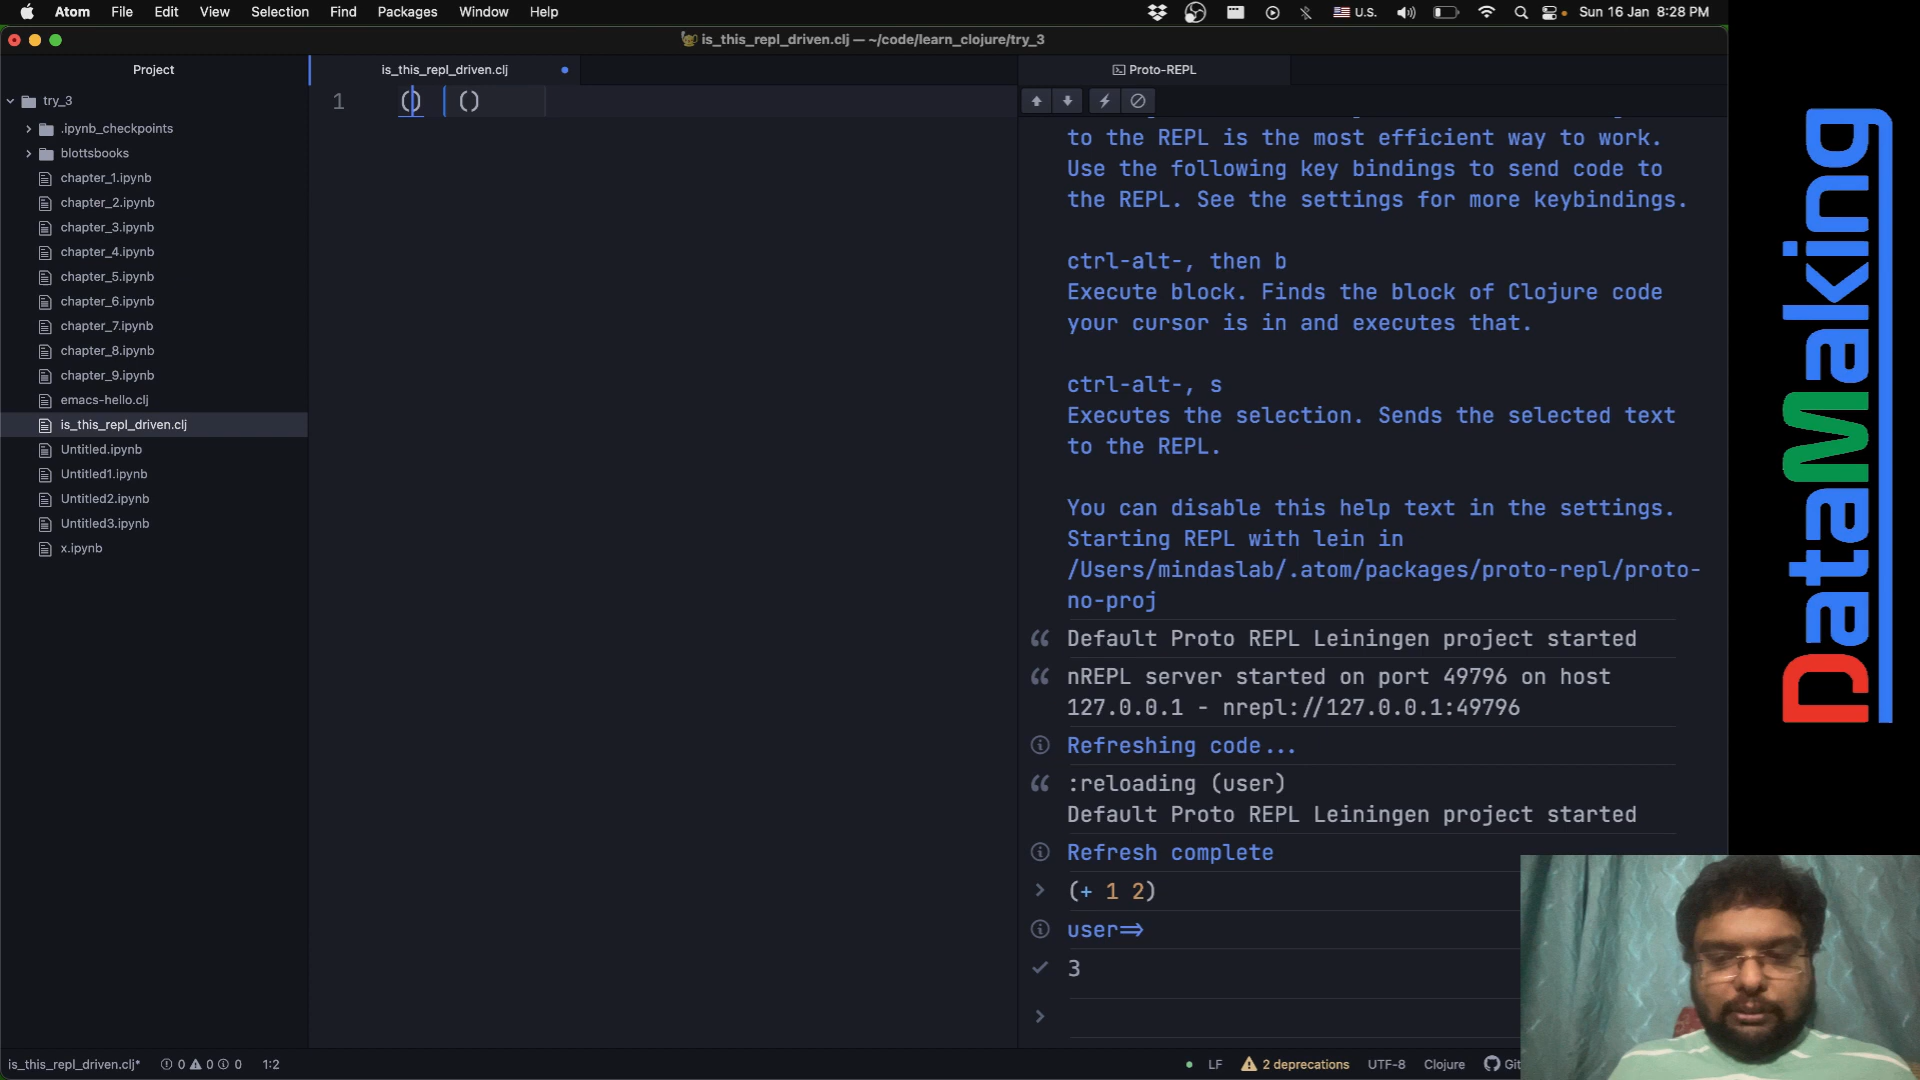 Atom File Edit View Selection Find Packages Window Help
U.S. Sun 16 Jan 8:28 PM
is_this_repl_driven.clj — ~/code/learn_clojure/try_3
Project
try_3
.ipynb_checkpoints
blottsbooks
chapter_1.ipynb
chapter_2.ipynb
chapter_3.ipynb
chapter_4.ipynb
chapter_5.ipynb
chapter_6.ipynb
chapter_7.ipynb
chapter_8.ipynb
chapter_9.ipynb
emacs-hello.clj
is_this_repl_driven.clj
Untitled.ipynb
Untitled1.ipynb
Untitled2.ipynb
Untitled3.ipynb
x.ipynb
is_this_repl_driven.clj
1 () ()
Proto-REPL
to the REPL is the most efficient way to work.
Use the following key bindings to send code to
the REPL. See the settings for more keybindings.
ctrl-alt-, then b
Execute block. Finds the block of Clojure code
your cursor is in and executes that.
ctrl-alt-, s
Executes the selection. Sends the selected text
to the REPL.
You can disable this help text in the settings.
Starting REPL with lein in
/Users/mindaslab/.atom/packages/proto-repl/proto-
no-proj
Default Proto REPL Leiningen project started
nREPL server started on port 49796 on host
127.0.0.1 - nrepl://127.0.0.1:49796
Refreshing code...
:reloading (user)
Default Proto REPL Leiningen project started
Refresh complete
(+ 1 2)
user=>
3
is_this_repl_driven.clj* 0 0 0 1:2
LF 2 deprecations UTF-8 Clojure Git
DataMaking